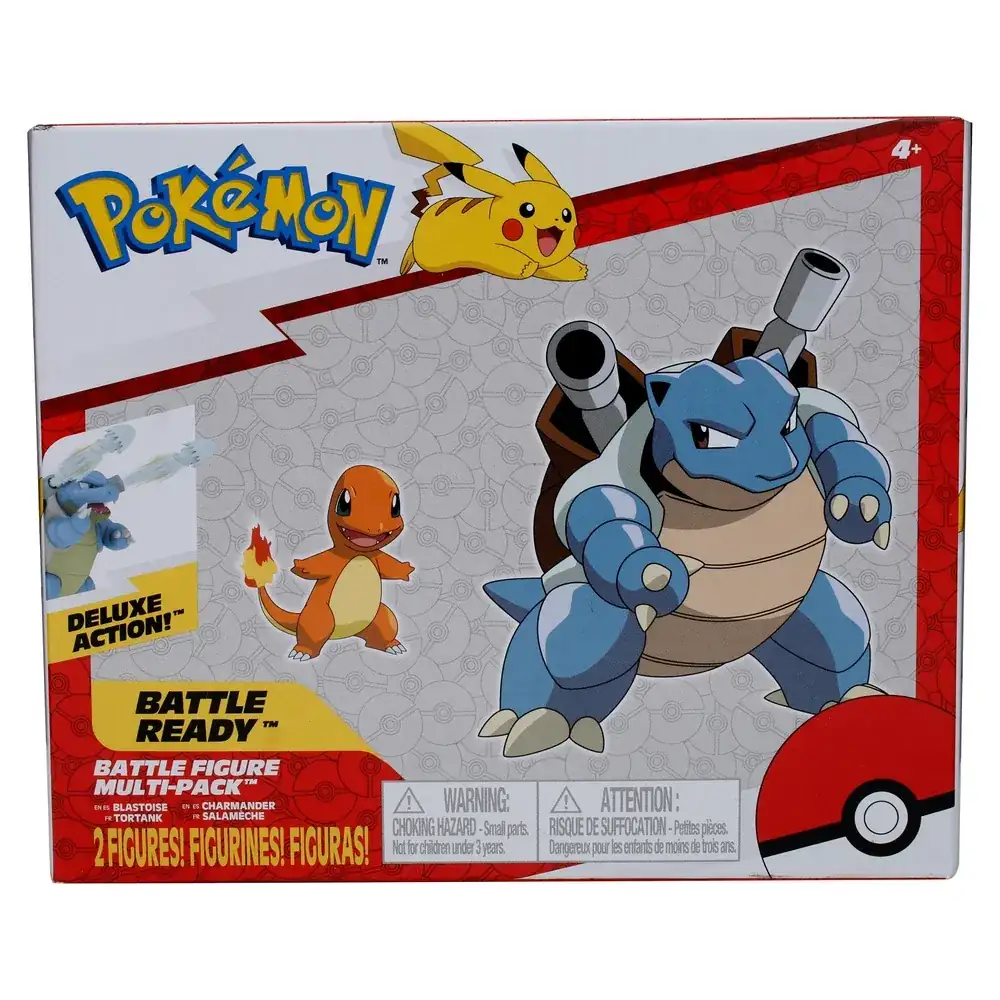 POKéMON™
4+
DELUXE
ACTION!™
BATTLE
READY™
BATTLE FIGURE
MULTI-PACK™
EN ES BLASTOISE
FR TORTANK
EN ES CHARMANDER
FR SALAMÈCHE
2 FIGURES! FIGURINES! FIGURAS!
WARNING:
CHOKING HAZARD - Small parts.
Not for children under 3 years.
ATTENTION :
RISQUE DE SUFFOCATION - Petites pièces.
Dangereux pour les enfants de moins de trois ans.